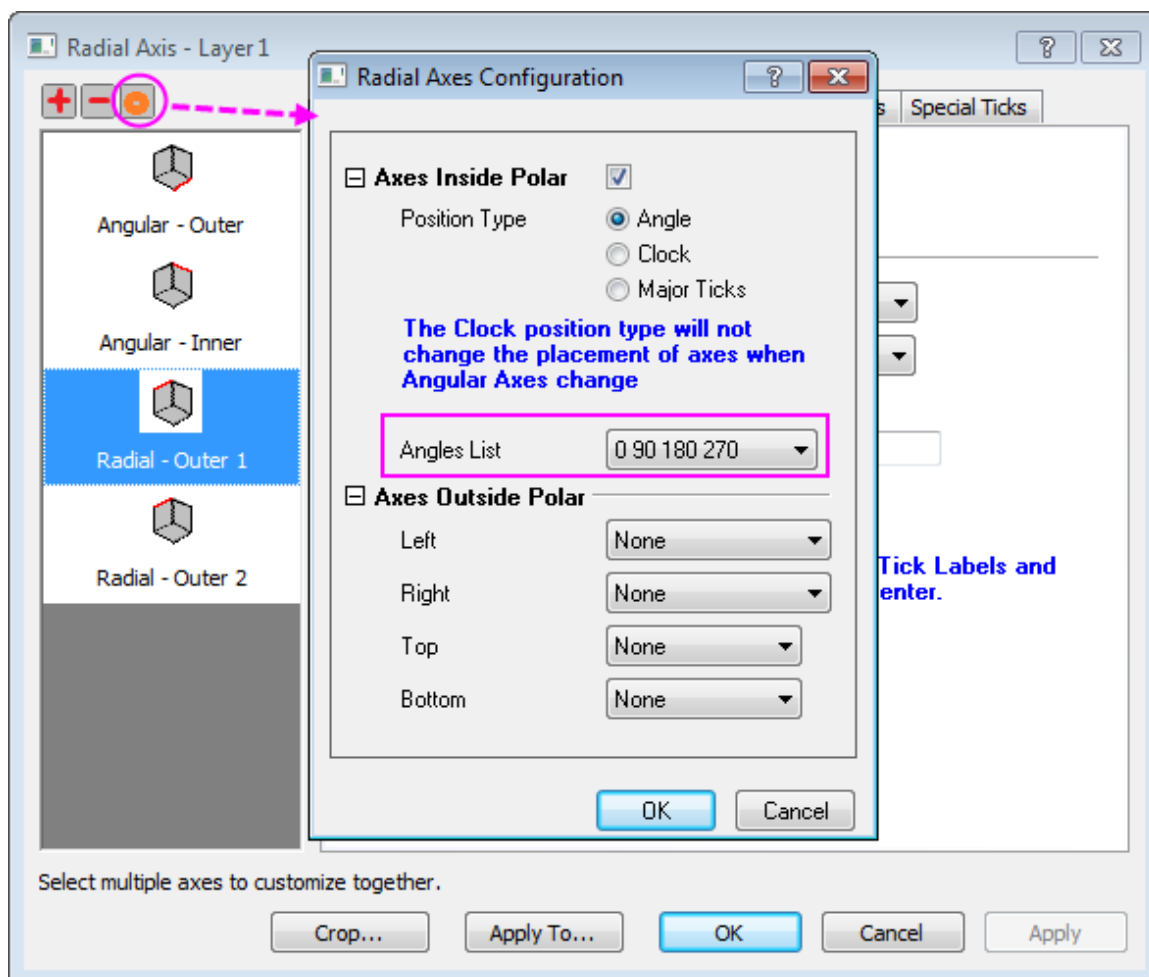 Radial Axis - Layer 1
Radial Axes Configuration
s
Special Ticks
Angular - Outer
Angular - Inner
Radial - Outer 1
Radial - Outer 2
Axes Inside Polar
Position Type
Angle
Clock
Major Ticks
The Clock position type will not
change the placement of axes when
Angular Axes change
Angles List
0 90 180 270
Axes Outside Polar
Left
None
Right
None
Top
None
Bottom
None
OK
Cancel
Tick Labels and
enter.
Select multiple axes to customize together.
Crop...
Apply To...
OK
Cancel
Apply